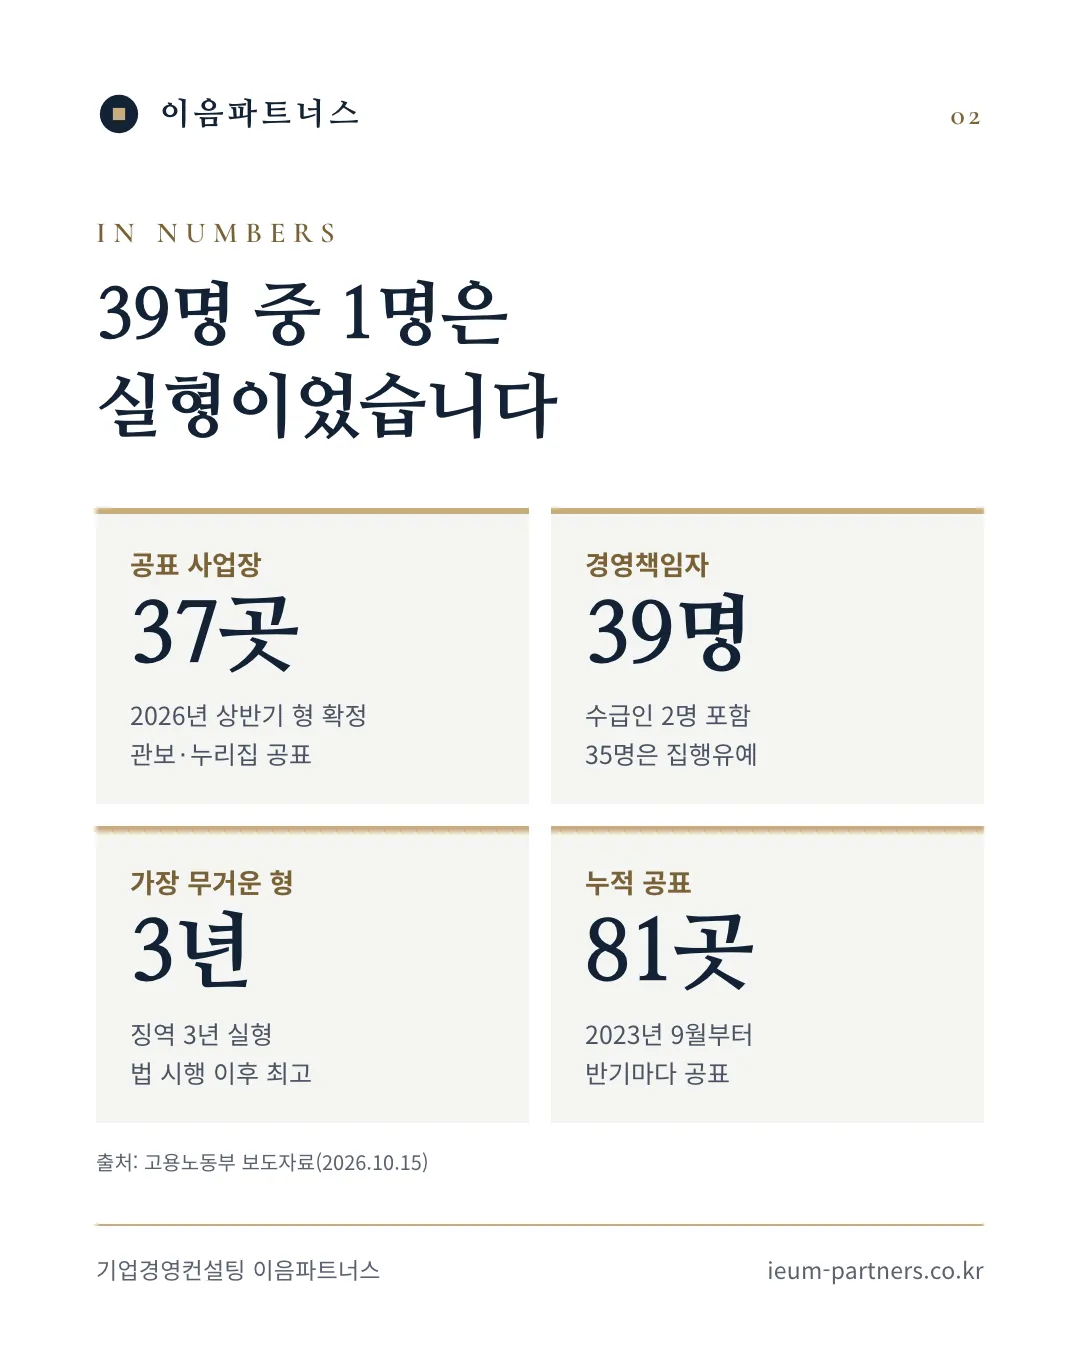 이음파트너스
02
IN NUMBERS
39명 중 1명은
실형이었습니다
공표 사업장
37곳
2026년 상반기 형 확정
관보·누리집 공표
경영책임자
39명
수급인 2명 포함
35명은 집행유예
가장 무거운 형
3년
징역 3년 실형
법 시행 이후 최고
누적 공표
81곳
2023년 9월부터
반기마다 공표
출처: 고용노동부 보도자료(2026.10.15)
기업경영컨설팅 이음파트너스
ieum-partners.co.kr